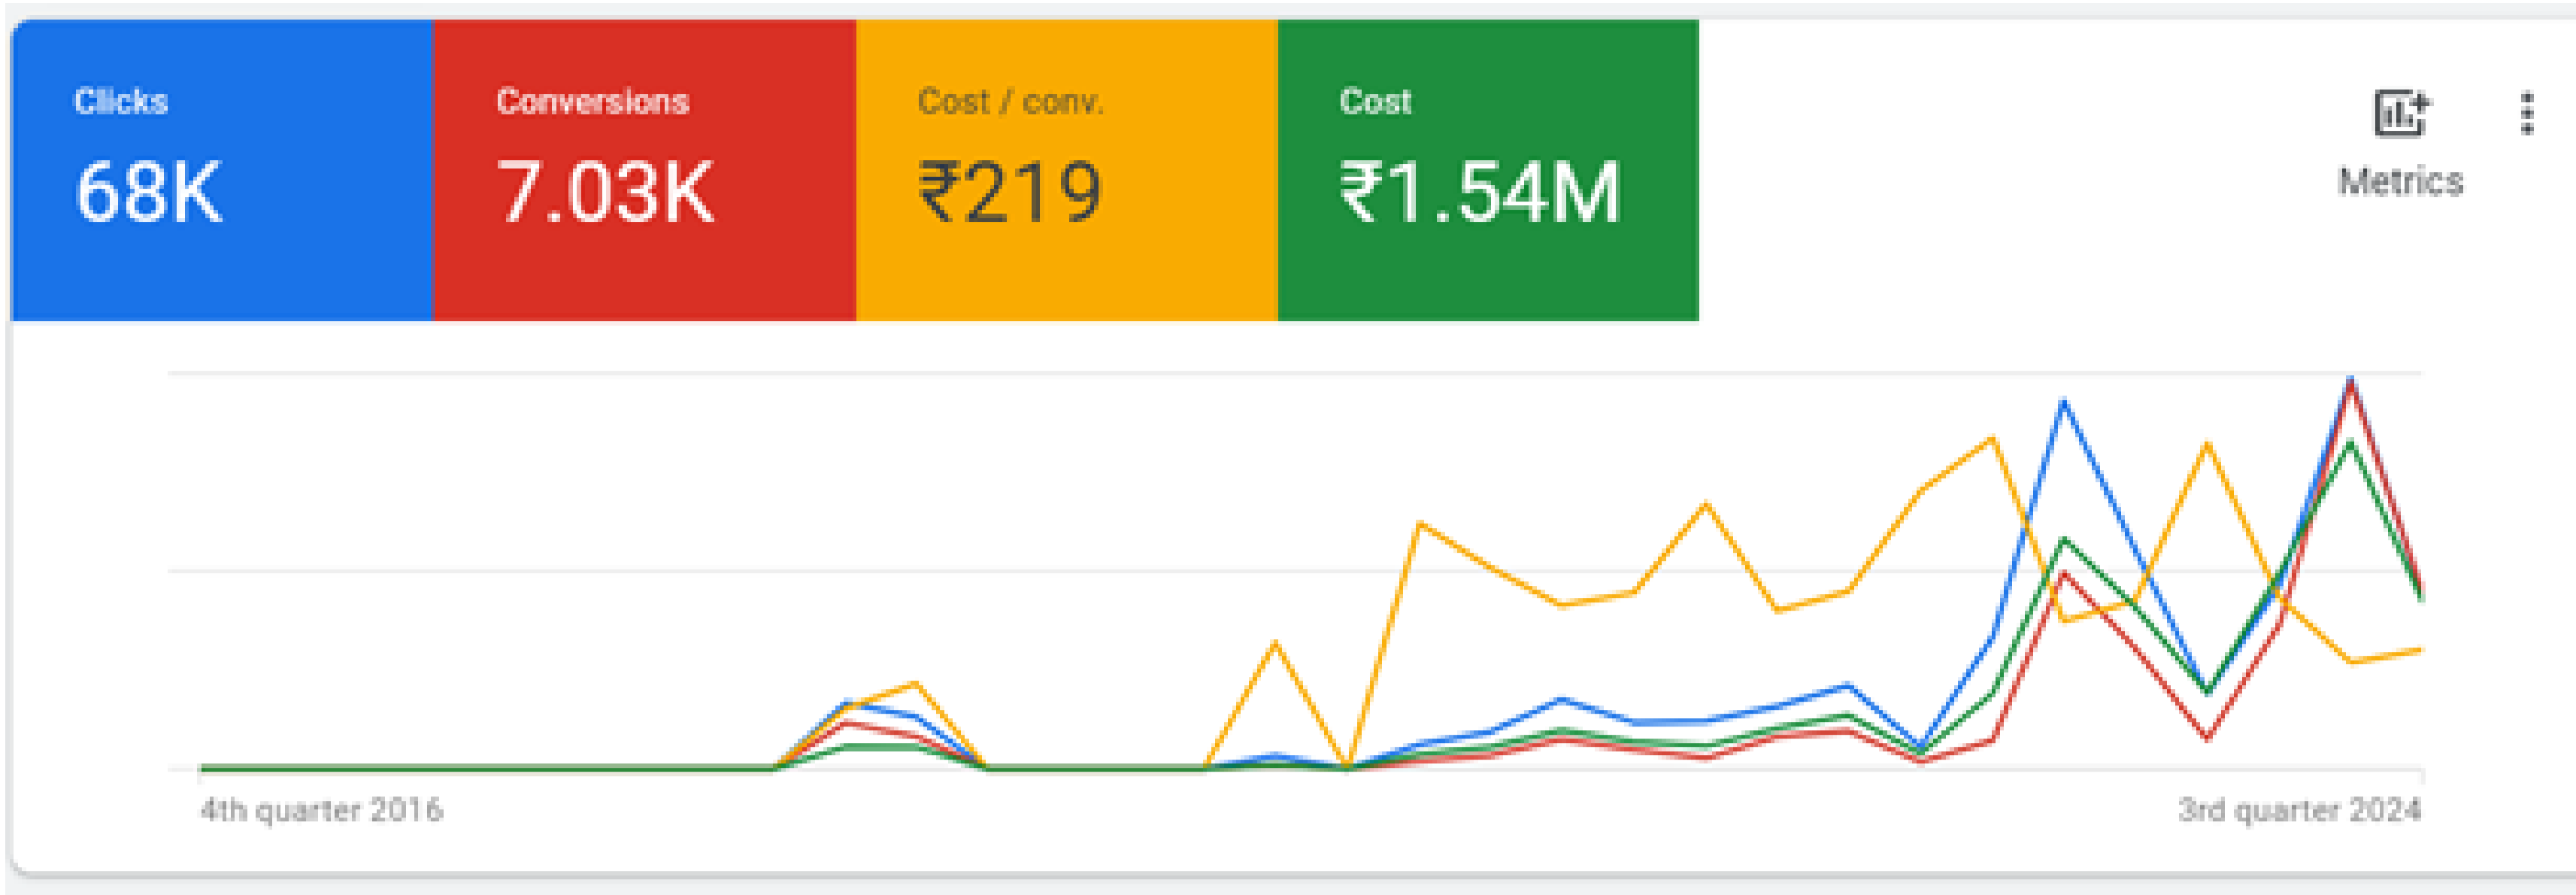 Clicks
68K
Conversions
7.03K
Cost / conv.
₹219
Cost
₹1.54M
Metrics
4th quarter 2016
3rd quarter 2024